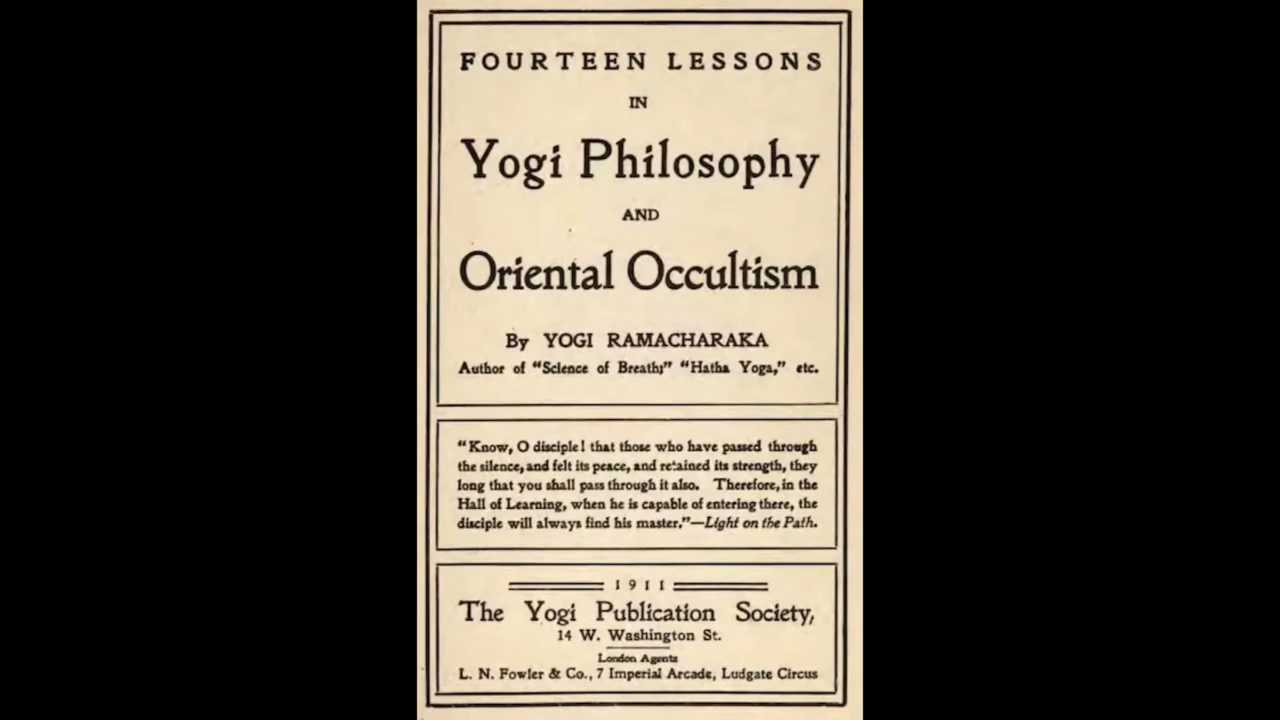 FOURTEEN LESSONS
IN
Yogi Philosophy
AND
Oriental Occultism
By YOGI RAMACHARAKA
Author of "Science of Breath;" "Hatha Yoga," etc.
"Know, O disciple! that those who have passed through
the silence, and felt its peace, and retained its strength, they
long that you shall pass through it also. Therefore, in the
Hall of Learning, when he is capable of entering there, the
disciple will always find his master."—Light on the Path.
1911
The Yogi Publication Society,
14 W. Washington St.
London Agents
L. N. Fowler & Co., 7 Imperial Arcade, Ludgate Circus